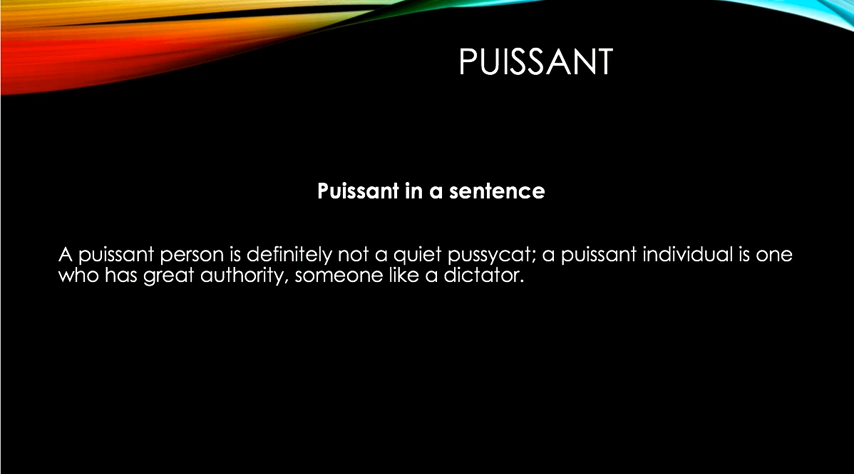 PUISSANT
Puissant in a sentence
A puissant person is definitely not a quiet pussycat; a puissant individual is one
who has great authority, someone like a dictator.